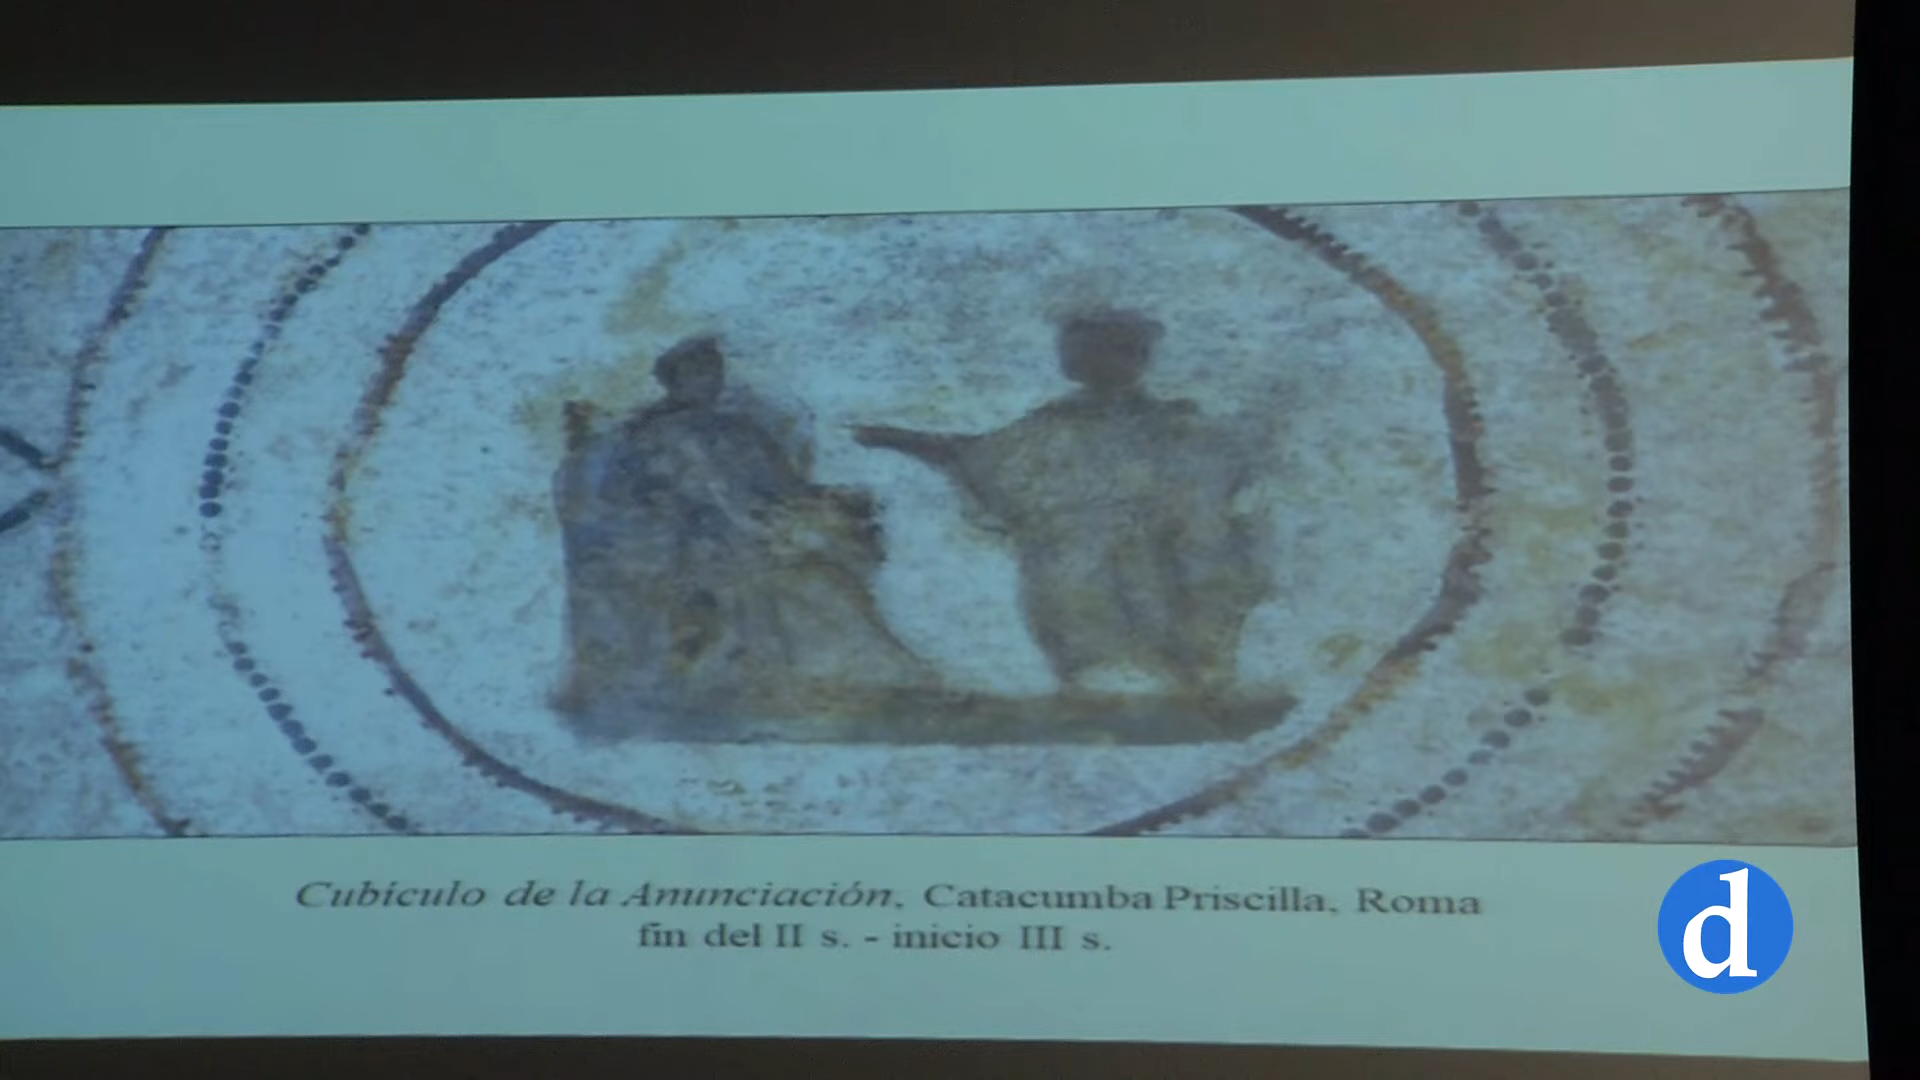 Cubículo de la Anunciación, Catacumba Priscilla, Roma
fin del II s. - inicio III s.
d